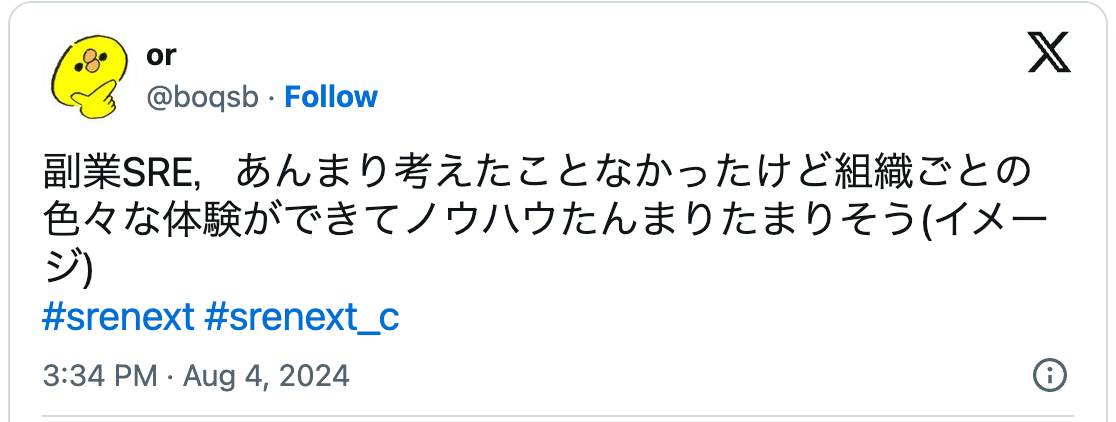 or
@boqsb · Follow
副業SRE, あんまり考えたことなかったけど組織ごとの
色々な体験ができてノウハウたんまりたまりそう(イメー
ジ)
#srenext #srenext_c
3:34 PM · Aug 4, 2024